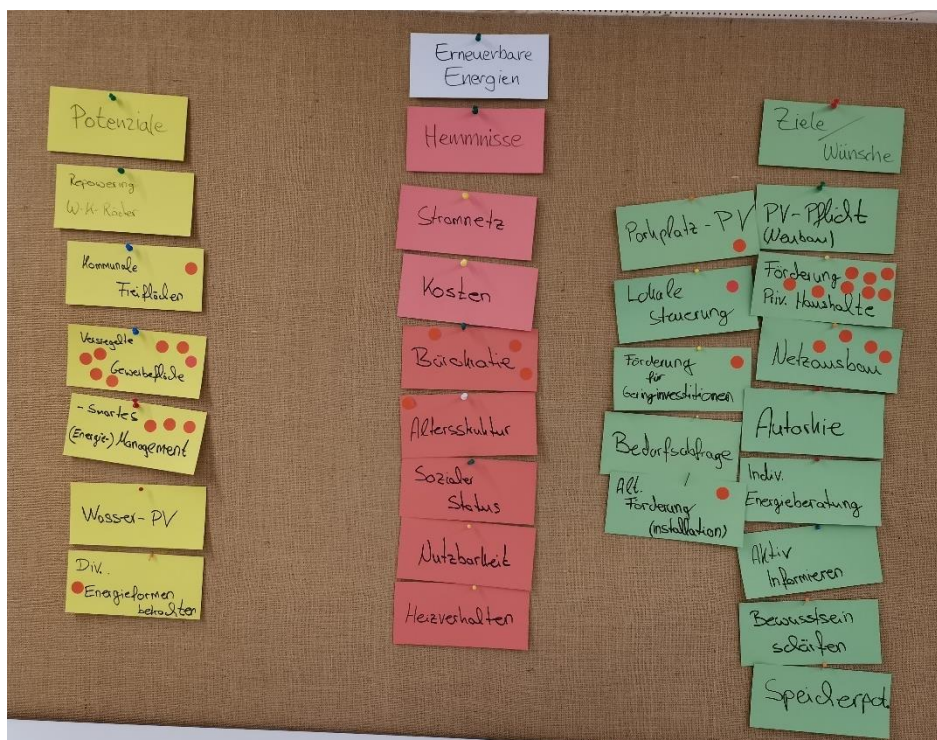 Erneuerbare
Energien
Potenziale
Repowering
W-K-Räder
Kommunale
Freiflächen
Versiegelte
Gewerbefläche
- Smartes
(Energie-) Management
Wasser-PV
Div.
Energieformen
betrachten
Hemmnisse
Stromnetz
Kosten
Bürokratie
Altersstruktur
Sozialer
Status
Nutzbarkeit
Heizverhalten
Ziele /
Wünsche
Parkplatz-PV
Lokale
Steuerung
Förderung
für
Geringinvestitionen
Bedarfsabfrage
Alt.
Förderung
(installation)
PV-Pflicht
(Neubau)
Förderung
Priv. Haushalte
Netzausbau
Autarkie
Indiv.
Energieberatung
Aktiv
Informieren
Bewusstsein
schärfen
Speicherpot.